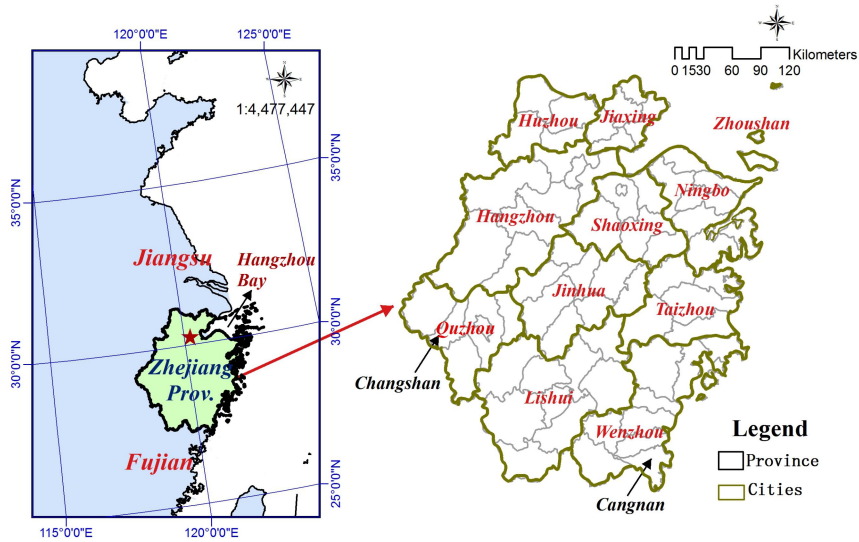 120°0'0"E
125°0'0"E
1:4,477,447
35°0'0"N
35°0'0"N
Jiangsu
Hangzhou
Bay
30°0'0"N
30°0'0"N
Zhejiang
Prov.
Fujian
25°0'0"N
115°0'0"E
120°0'0"E
Kilometers
0 15 30 60 90 120
Huzhou
Jiaxing
Zhoushan
Ningbo
Hangzhou
Shaoxing
Jinhua
Taizhou
Quzhou
Changshan
Lishui
Wenzhou
Cangnan
Legend
Province
Cities